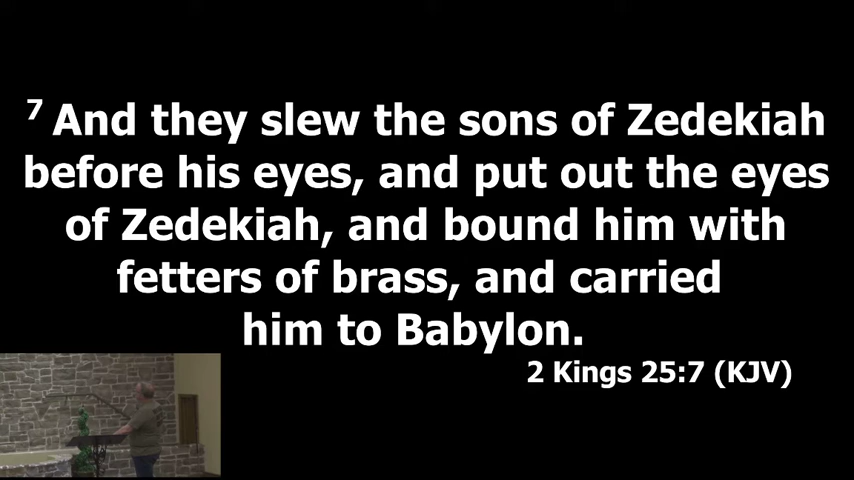 7 And they slew the sons of Zedekiah
before his eyes, and put out the eyes
of Zedekiah, and bound him with
fetters of brass, and carried
him to Babylon.
2 Kings 25:7 (KJV)